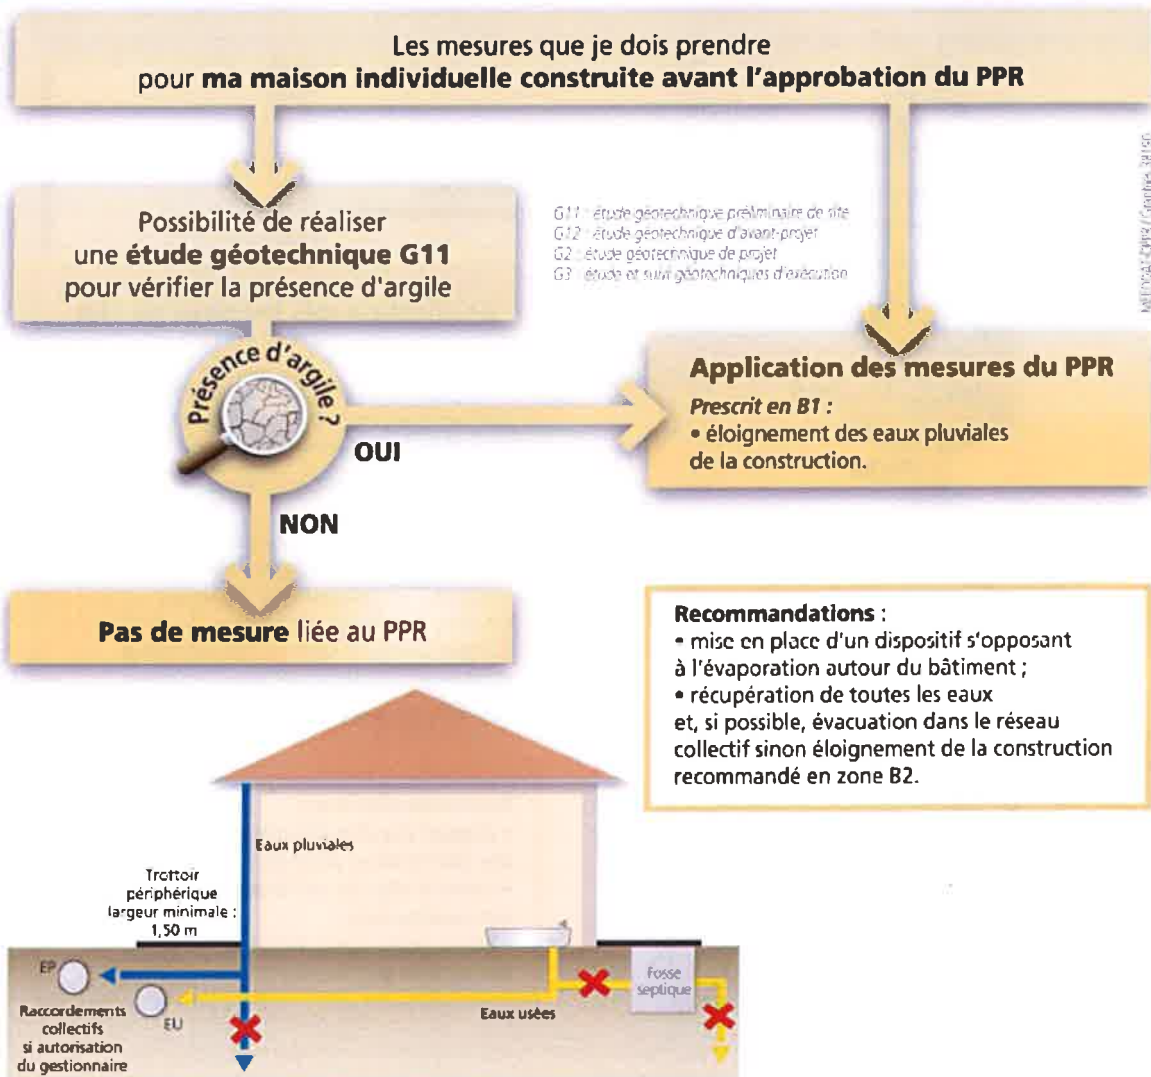 Les mesures que je dois prendre
pour ma maison individuelle construite avant l'approbation du PPR
Possibilité de réaliser
une étude géotechnique G11
pour vérifier la présence d'argile
G11 : étude géotechnique préliminaire de site
G12 : étude géotechnique d'avant-projet
G2 : étude géotechnique de projet
G3 : étude et suivi géotechniques d'exécution
Présence d'argile ?
OUI
NON
Application des mesures du PPR
Prescrit en B1 :
• éloignement des eaux pluviales
de la construction.
Pas de mesure liée au PPR
Recommandations :
• mise en place d'un dispositif s'opposant
à l'évaporation autour du bâtiment ;
• récupération de toutes les eaux
et, si possible, évacuation dans le réseau
collectif sinon éloignement de la construction
recommandé en zone B2.
Eaux pluviales
Trottoir
périphérique
largeur minimale :
1,50 m
EP
EU
Raccordements
collectifs
si autorisation
du gestionnaire
Eaux usées
Fosse
septique